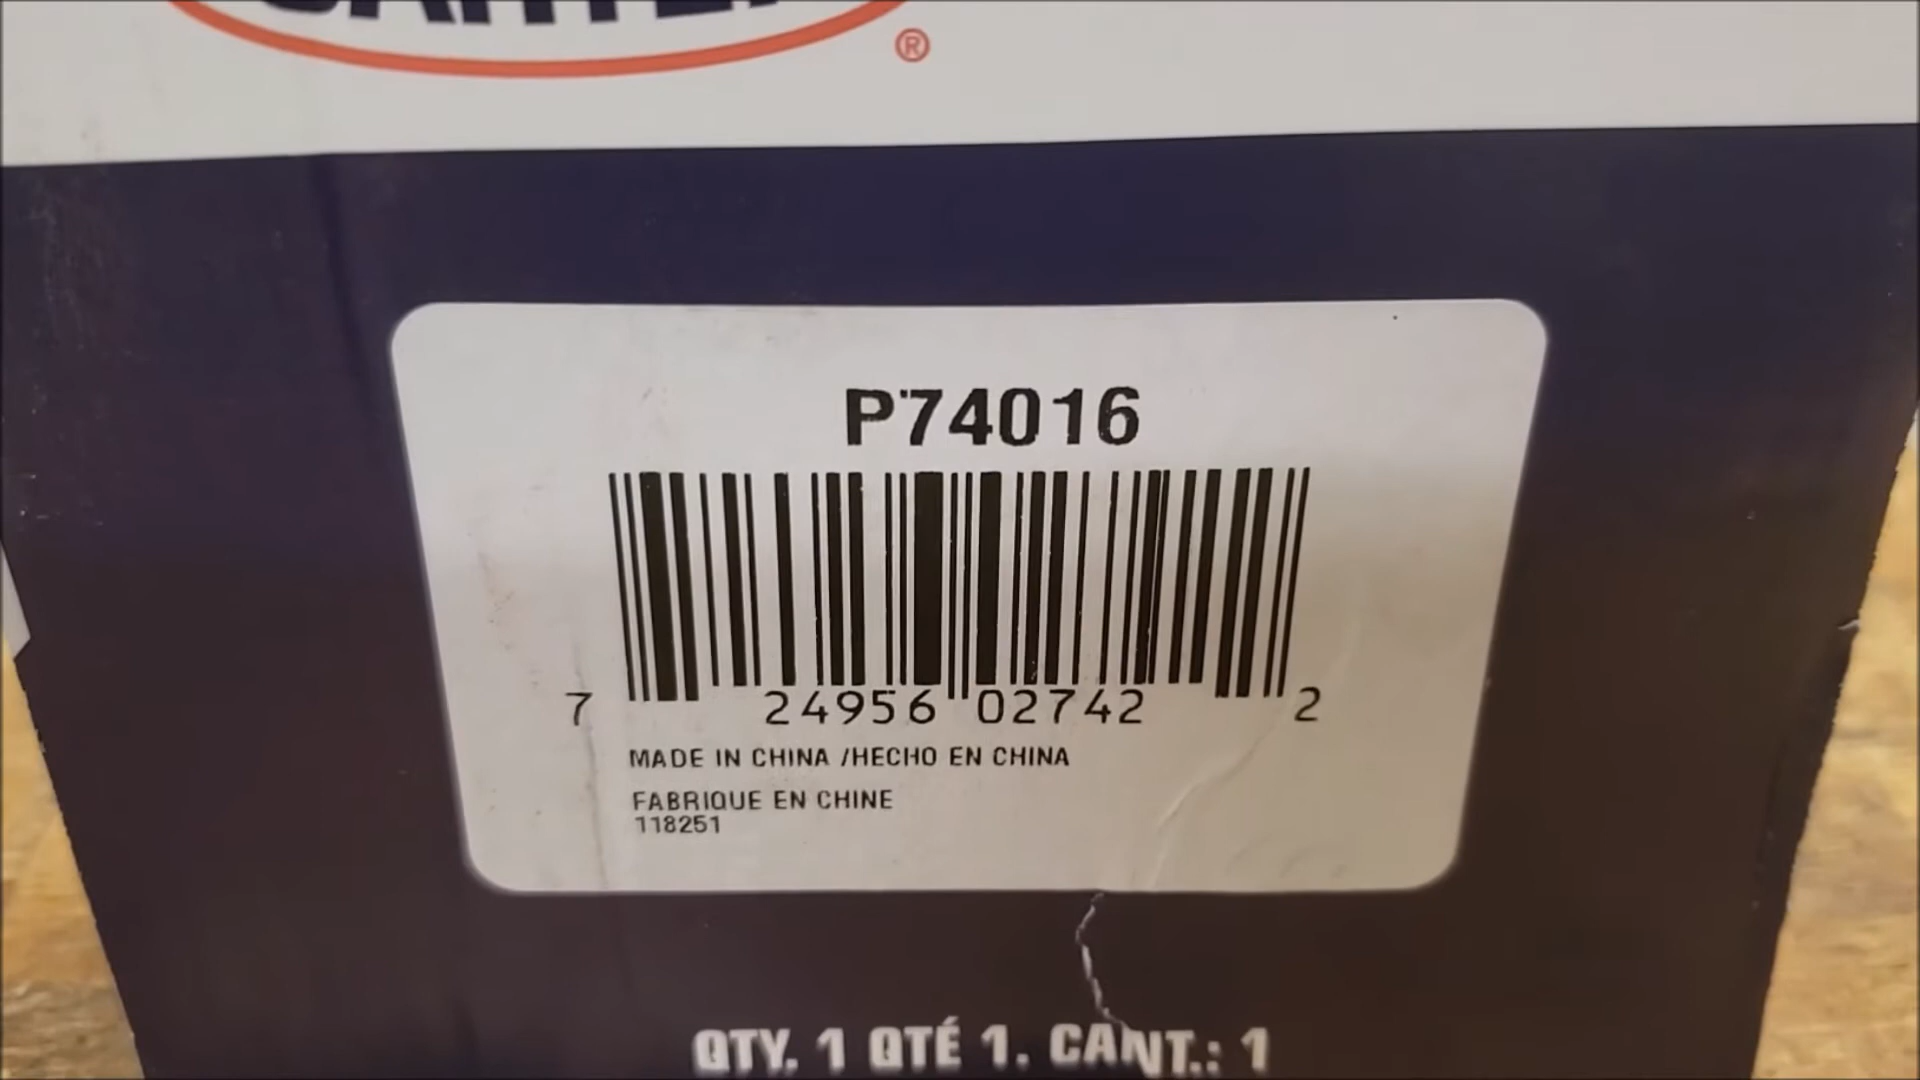 ®
P74016
7 24956 02742 2
MADE IN CHINA /HECHO EN CHINA
FABRIQUE EN CHINE
118251
QTY. 1 QTÉ 1. CANT.: 1